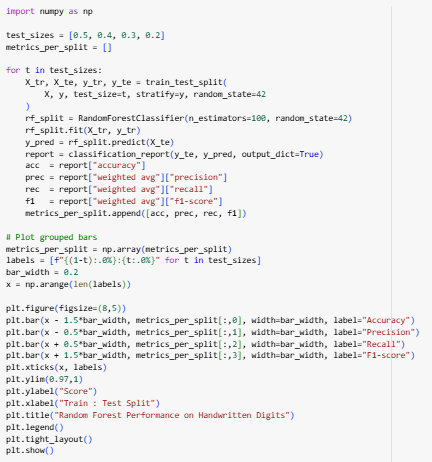 import numpy as np
test_sizes = [0.5, 0.4, 0.3, 0.2]
metrics_per_split = []
for t in test_sizes:
    X_tr, X_te, y_tr, y_te = train_test_split(
        X, y, test_size=t, stratify=y, random_state=42
    )
    rf_split = RandomForestClassifier(n_estimators=100, random_state=42)
    rf_split.fit(X_tr, y_tr)
    y_pred = rf_split.predict(X_te)
    report = classification_report(y_te, y_pred, output_dict=True)
    acc  = report["accuracy"]
    prec = report["weighted avg"]["precision"]
    rec  = report["weighted avg"]["recall"]
    f1   = report["weighted avg"]["f1-score"]
    metrics_per_split.append([acc, prec, rec, f1])
# Plot grouped bars
metrics_per_split = np.array(metrics_per_split)
labels = [f"{(1-t):.0%}:{t:.0%}" for t in test_sizes]
bar_width = 0.2
x = np.arange(len(labels))
plt.figure(figsize=(8,5))
plt.bar(x - 1.5*bar_width, metrics_per_split[:,0], width=bar_width, label="Accuracy")
plt.bar(x - 0.5*bar_width, metrics_per_split[:,1], width=bar_width, label="Precision")
plt.bar(x + 0.5*bar_width, metrics_per_split[:,2], width=bar_width, label="Recall")
plt.bar(x + 1.5*bar_width, metrics_per_split[:,3], width=bar_width, label="F1-score")
plt.xticks(x, labels)
plt.ylim(0.97,1)
plt.ylabel("Score")
plt.xlabel("Train : Test Split")
plt.title("Random Forest Performance on Handwritten Digits")
plt.legend()
plt.tight_layout()
plt.show()